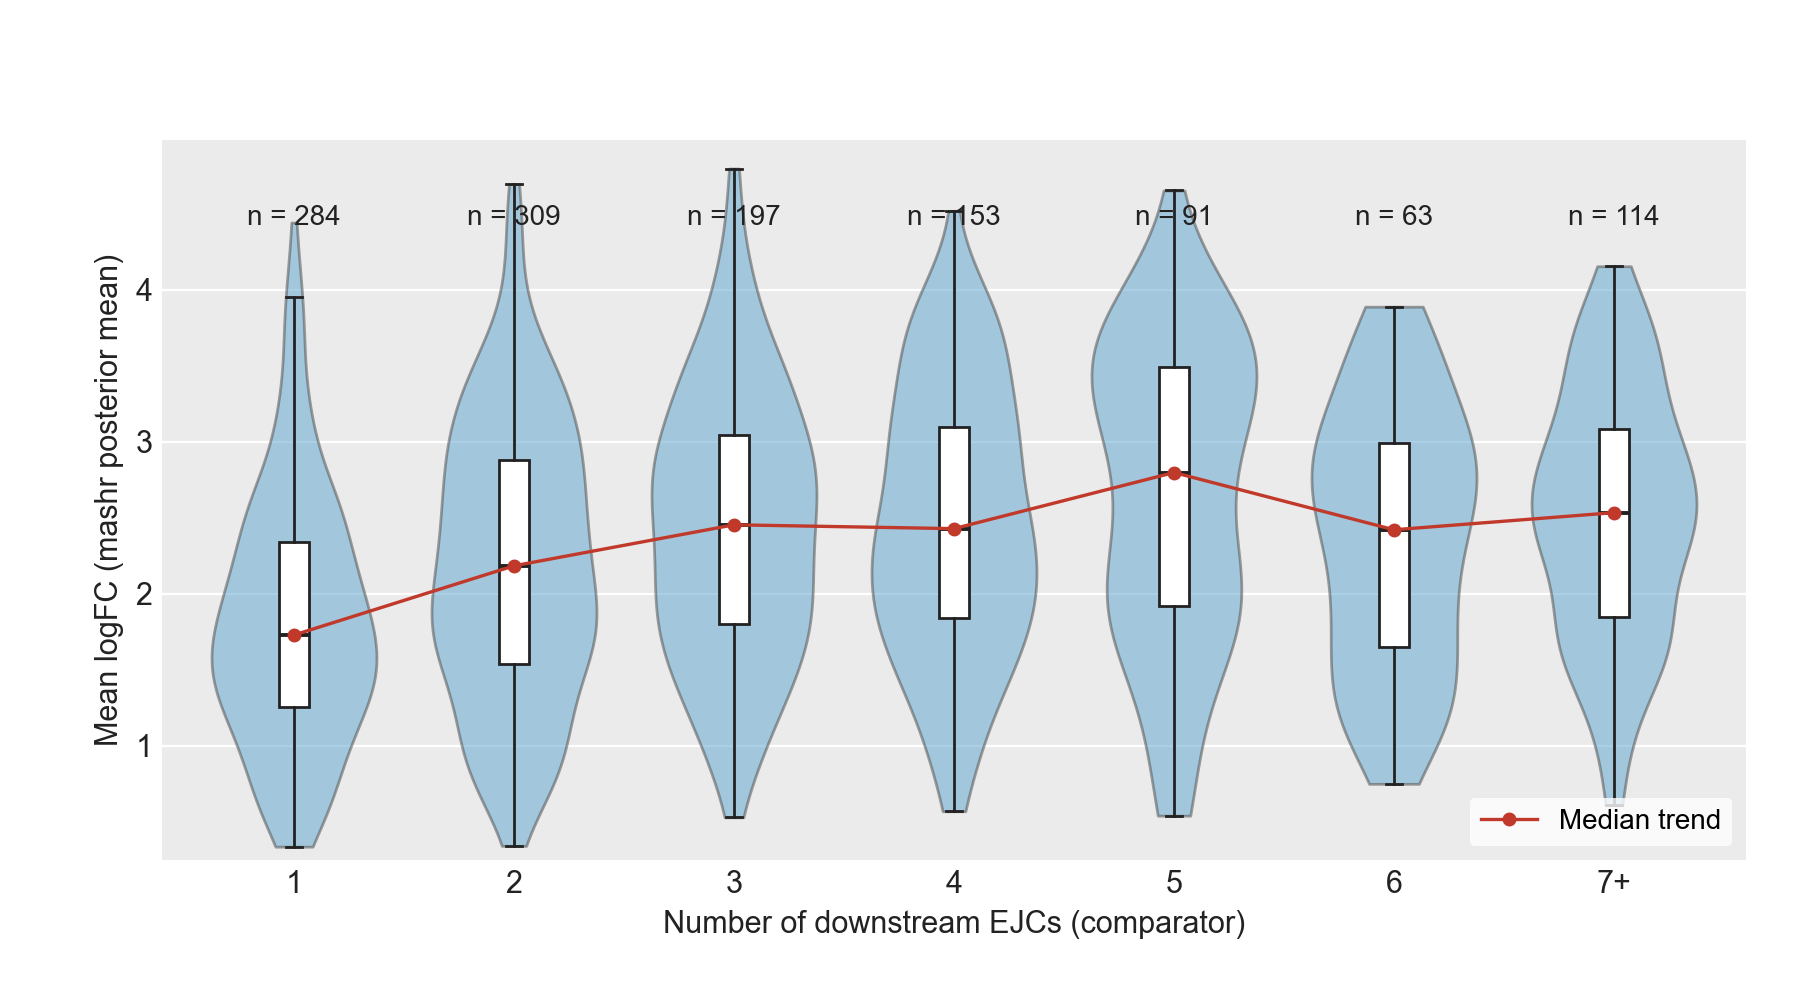 n = 284
n = 309
n = 197
n = 153
n = 91
n = 63
n = 114
4
3
2
1
Mean logFC (mashr posterior mean)
Median trend
1
2
3
4
5
6
7+
Number of downstream EJCs (comparator)